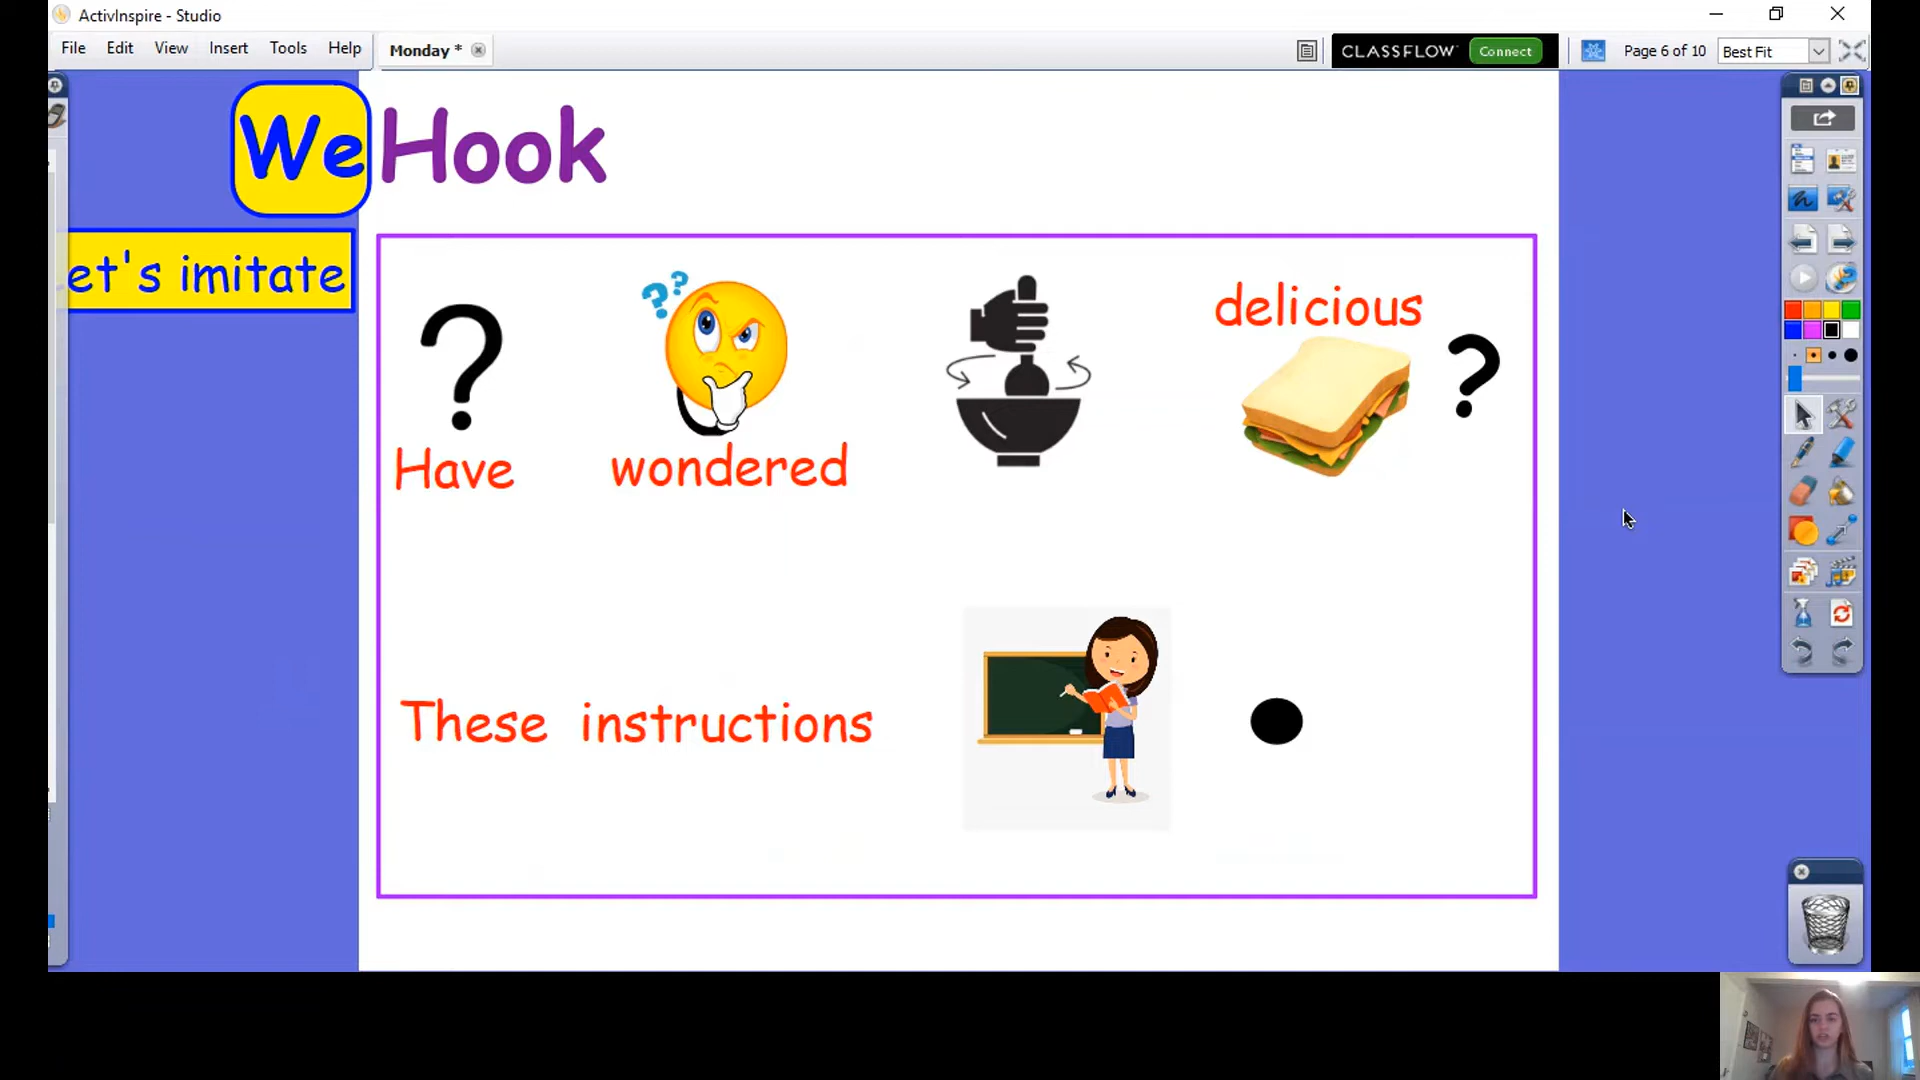 ActivInspire - Studio
File Edit View Insert Tools Help
Monday *
CLASSFLOW Connect
Page 6 of 10
Best Fit
We Hook
et's imitate
? ? ?
delicious
?
Have wondered
These instructions .